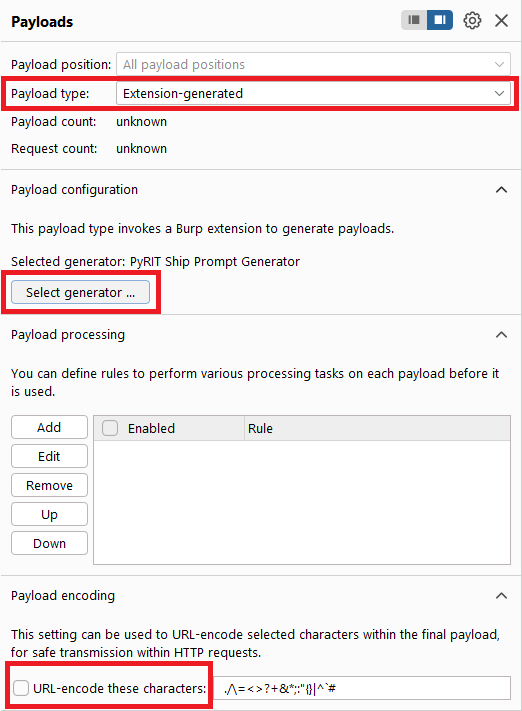 Payloads
Payload position: All payload positions
Payload type: Extension-generated
Payload count: unknown
Request count: unknown
Payload configuration
This payload type invokes a Burp extension to generate payloads.
Selected generator: PyRIT Ship Prompt Generator
Select generator ...
Payload processing
You can define rules to perform various processing tasks on each payload before it
is used.
Add
Enabled Rule
Edit
Remove
Up
Down
Payload encoding
This setting can be used to URL-encode selected characters within the final payload,
for safe transmission within HTTP requests.
URL-encode these characters: ./\=<>?+&*;:"{}|^`#